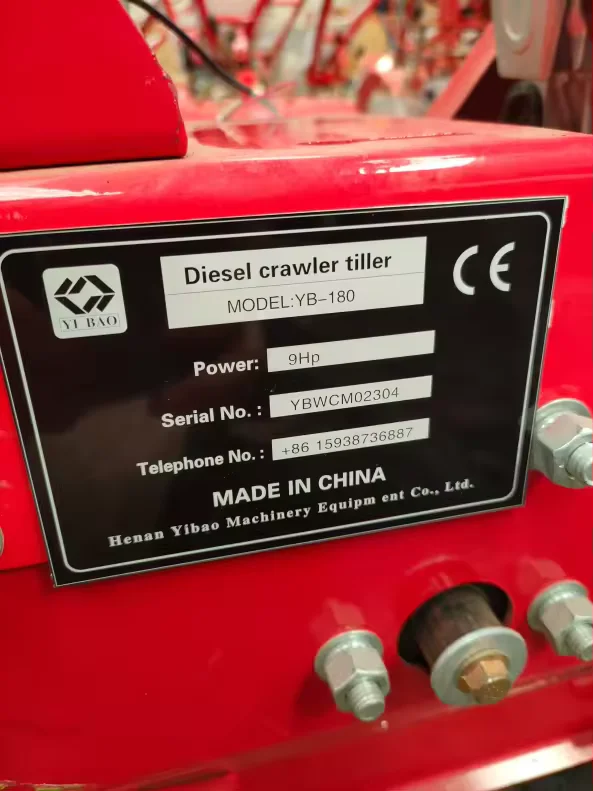 YI BAO
Diesel crawler tiller
MODEL:YB-180
CE
Power: 9Hp
Serial No. : YBWCM02304
Telephone No. : +86 15938736887
MADE IN CHINA
Henan Yibao Machinery Equipm ent Co., Ltd.